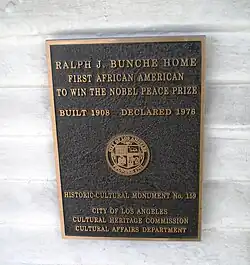 RALPH J. BUNCHE HOME
FIRST AFRICAN AMERICAN
TO WIN THE NOBEL PEACE PRIZE
BUILT 1908 DECLARED 1976
HISTORIC-CULTURAL MONUMENT No. 159
CITY OF LOS ANGELES
CULTURAL HERITAGE COMMISSION
CULTURAL AFFAIRS DEPARTMENT